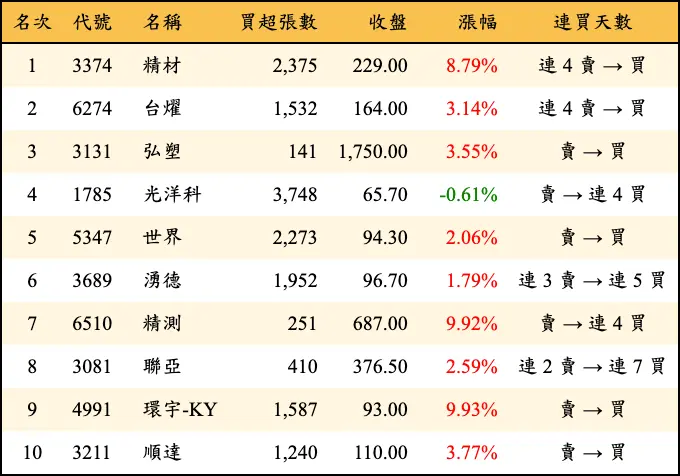 名次 代號 名稱 買超張數 收盤 漲幅 連買天數
1 3374 精材 2,375 229.00 8.79% 連 4 賣 → 買
2 6274 台燿 1,532 164.00 3.14% 連 4 賣 → 買
3 3131 弘塑 141 1,750.00 3.55% 賣 → 買
4 1785 光洋科 3,748 65.70 -0.61% 賣 → 連 4 買
5 5347 世界 2,273 94.30 2.06% 賣 → 買
6 3689 湧德 1,952 96.70 1.79% 連 3 賣 → 連 5 買
7 6510 精測 251 687.00 9.92% 賣 → 連 4 買
8 3081 聯亞 410 376.50 2.59% 連 2 賣 → 連 7 買
9 4991 環宇-KY 1,587 93.00 9.93% 賣 → 買
10 3211 順達 1,240 110.00 3.77% 賣 → 買